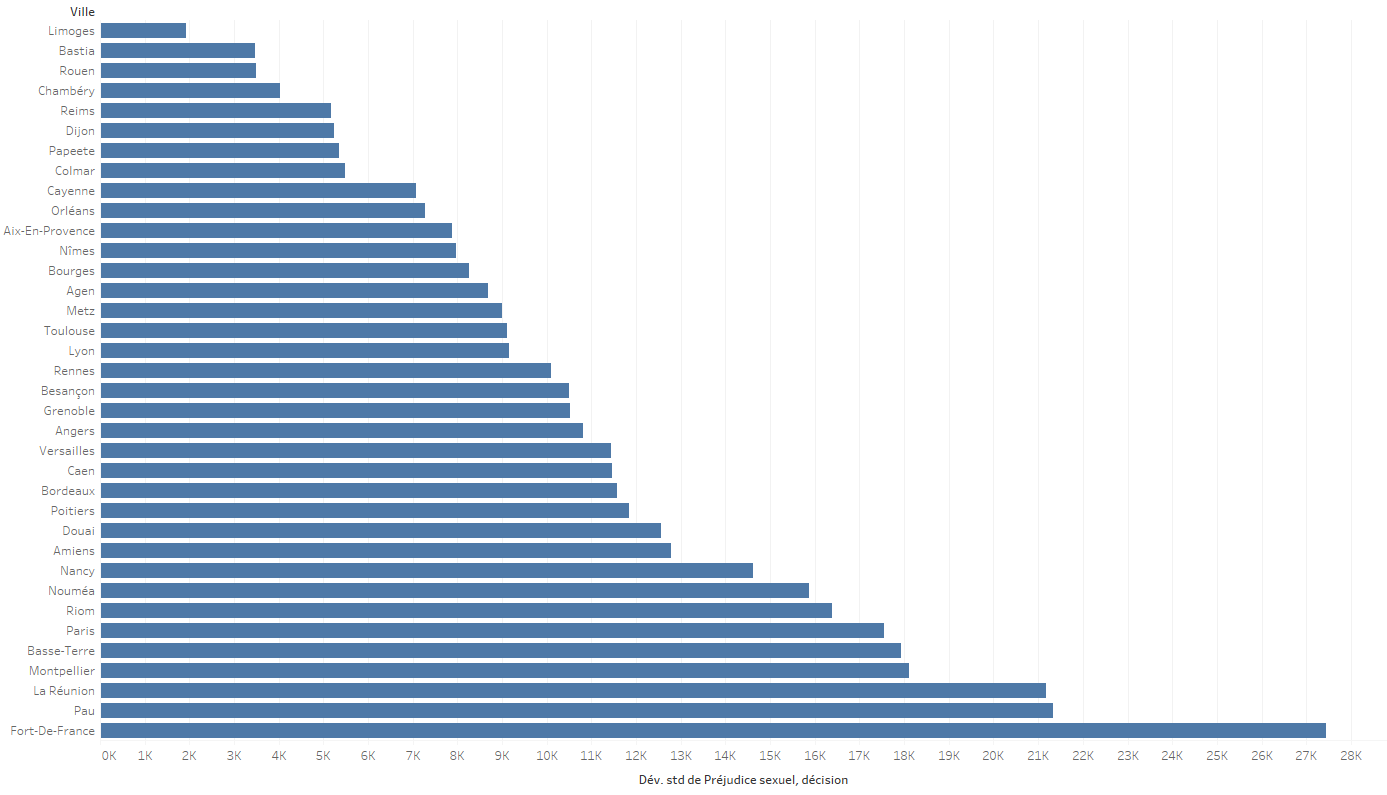 Ville
Limoges
Bastia
Rouen
Chambéry
Reims
Dijon
Papeete
Colmar
Cayenne
Orléans
Aix-En-Provence
Nîmes
Bourges
Agen
Metz
Toulouse
Lyon
Rennes
Besançon
Grenoble
Angers
Versailles
Caen
Bordeaux
Poitiers
Douai
Amiens
Nancy
Nouméa
Riom
Paris
Basse-Terre
Montpellier
La Réunion
Pau
Fort-De-France
0K 1K 2K 3K 4K 5K 6K 7K 8K 9K 10K 11K 12K 13K 14K 15K 16K 17K 18K 19K 20K 21K 22K 23K 24K 25K 26K 27K 28K
Dév. std de Préjudice sexuel, décision